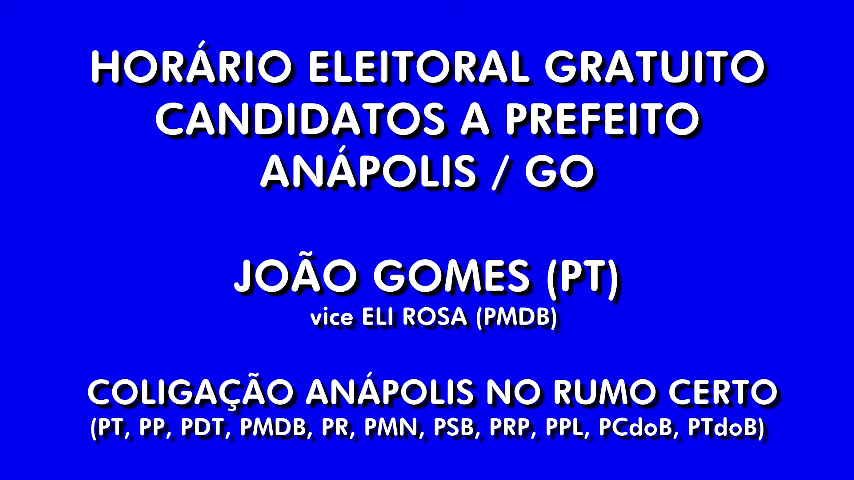 HORÁRIO ELEITORAL GRATUITO
CANDIDATOS A PREFEITO
ANÁPOLIS / GO
JOÃO GOMES (PT)
vice ELI ROSA (PMDB)
COLIGAÇÃO ANÁPOLIS NO RUMO CERTO
(PT, PP, PDT, PMDB, PR, PMN, PSB, PRP, PPL, PCdoB, PTdoB)